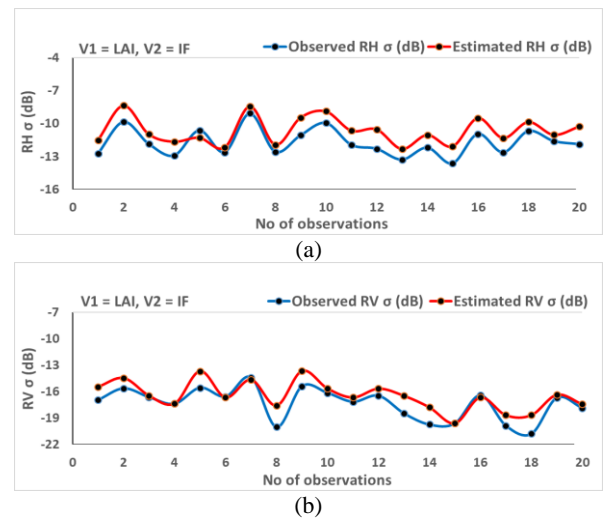 V1 = LAI, V2 = IF
Observed RH σ (dB) Estimated RH σ (dB)
-4
-7
-10
-13
-16
RH σ (dB)
0 2 4 6 8 10 12 14 16 18 20
No of observations
(a)
V1 = LAI, V2 = IF
Observed RV σ (dB) Estimated RV σ (dB)
-7
-10
-13
-16
-19
-22
RV σ (dB)
0 2 4 6 8 10 12 14 16 18 20
No of observations
(b)